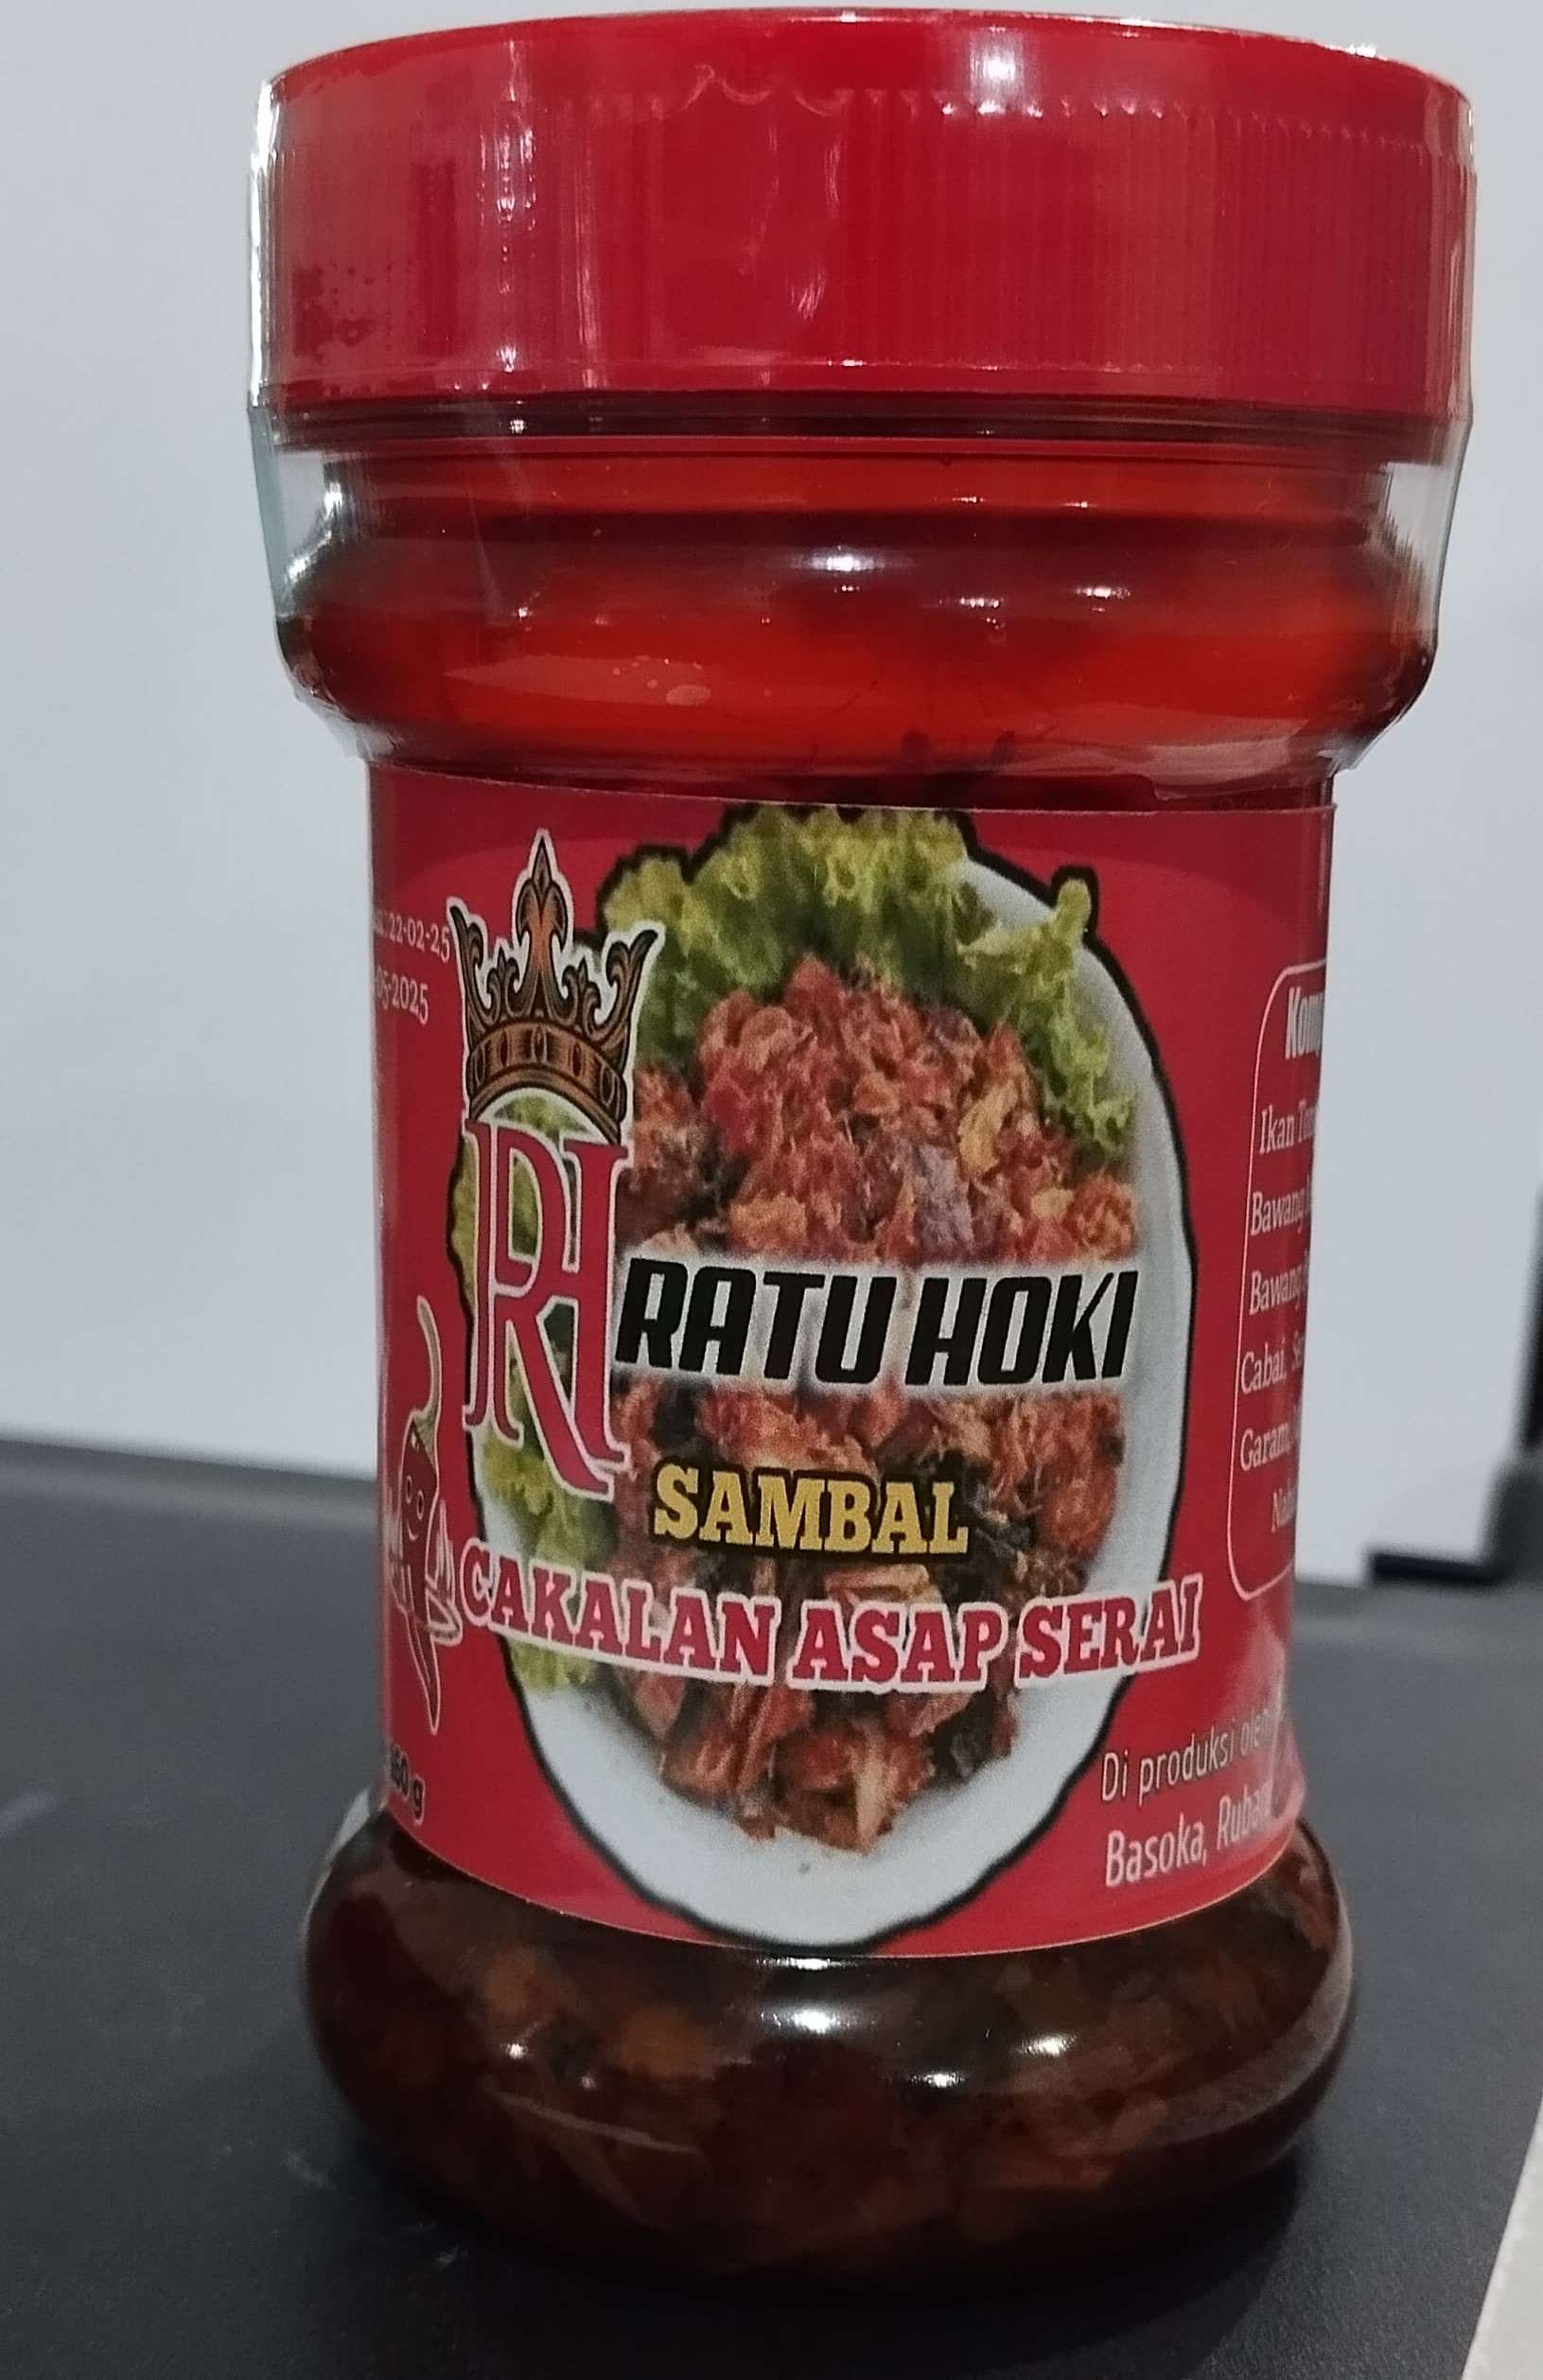 22-02-25
05-2025
RH
RATU HOKI
SAMBAL
CAKALAN ASAP SERAI
Ikan
Bawang
Bawang
Cabai,
Garam,
Di produksi oleh
Basoka,